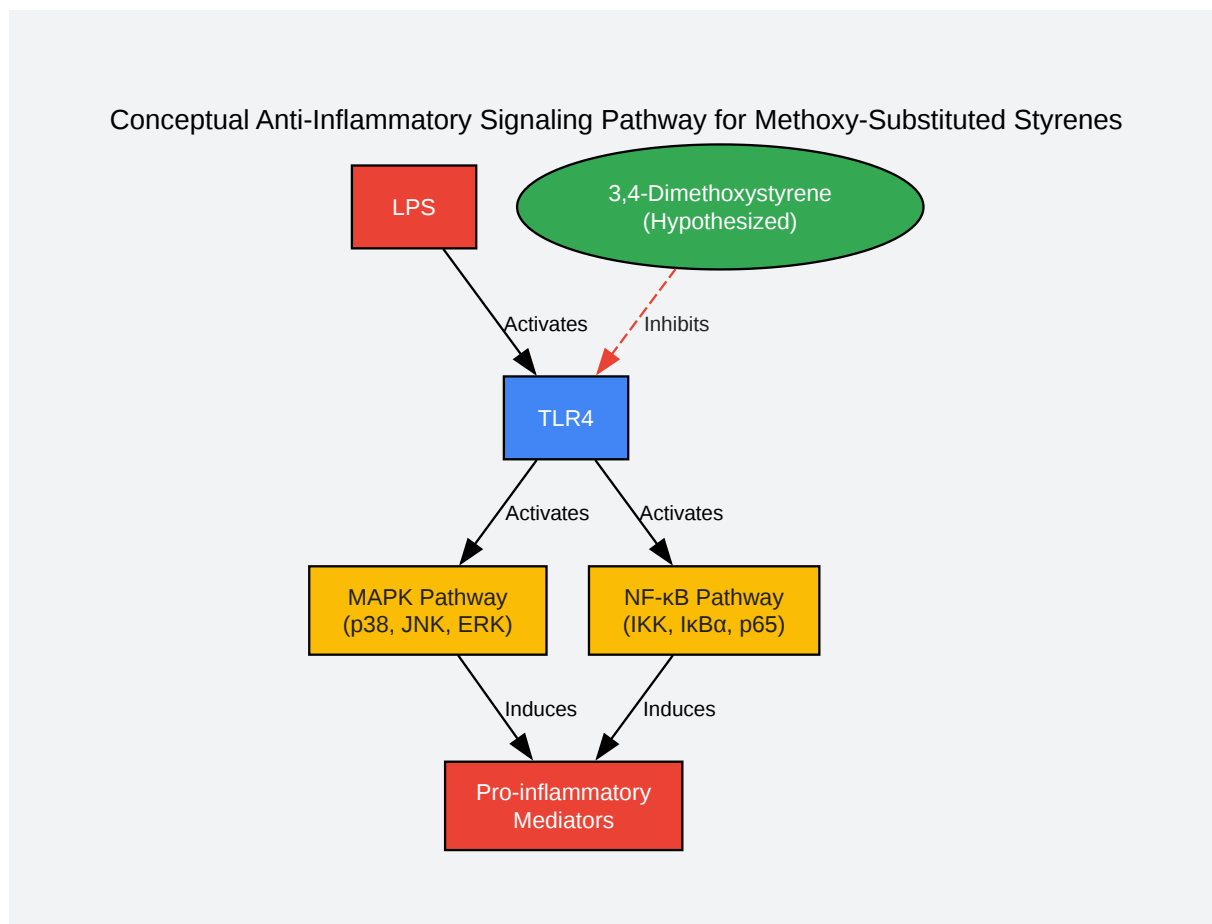 Conceptual Anti-Inflammatory Signaling Pathway for Methoxy-Substituted Styrenes
LPS
3,4-Dimethoxystyrene
(Hypothesized)
Activates
Inhibits
TLR4
Activates
Activates
MAPK Pathway
(p38, JNK, ERK)
NF-κB Pathway
(IKK, IκBα, p65)
Induces
Induces
Pro-inflammatory
Mediators